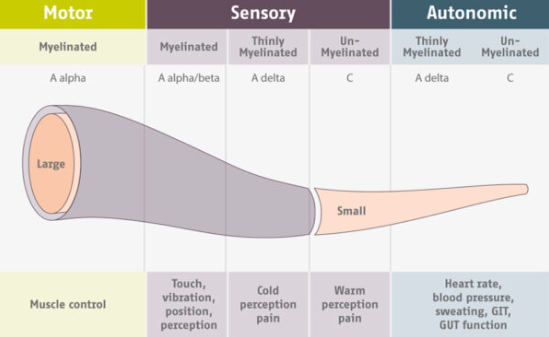 Motor
Sensory
Autonomic
Myelinated
Myelinated
Thinly
Myelinated
Un-
Myelinated
Thinly
Myelinated
Un-
Myelinated
A alpha
A alpha/beta
A delta
C
A delta
C
Large
Small
Muscle control
Touch,
vibration,
position,
perception
Cold
perception
pain
Warm
perception
pain
Heart rate,
blood pressure,
sweating, GIT,
GUT function